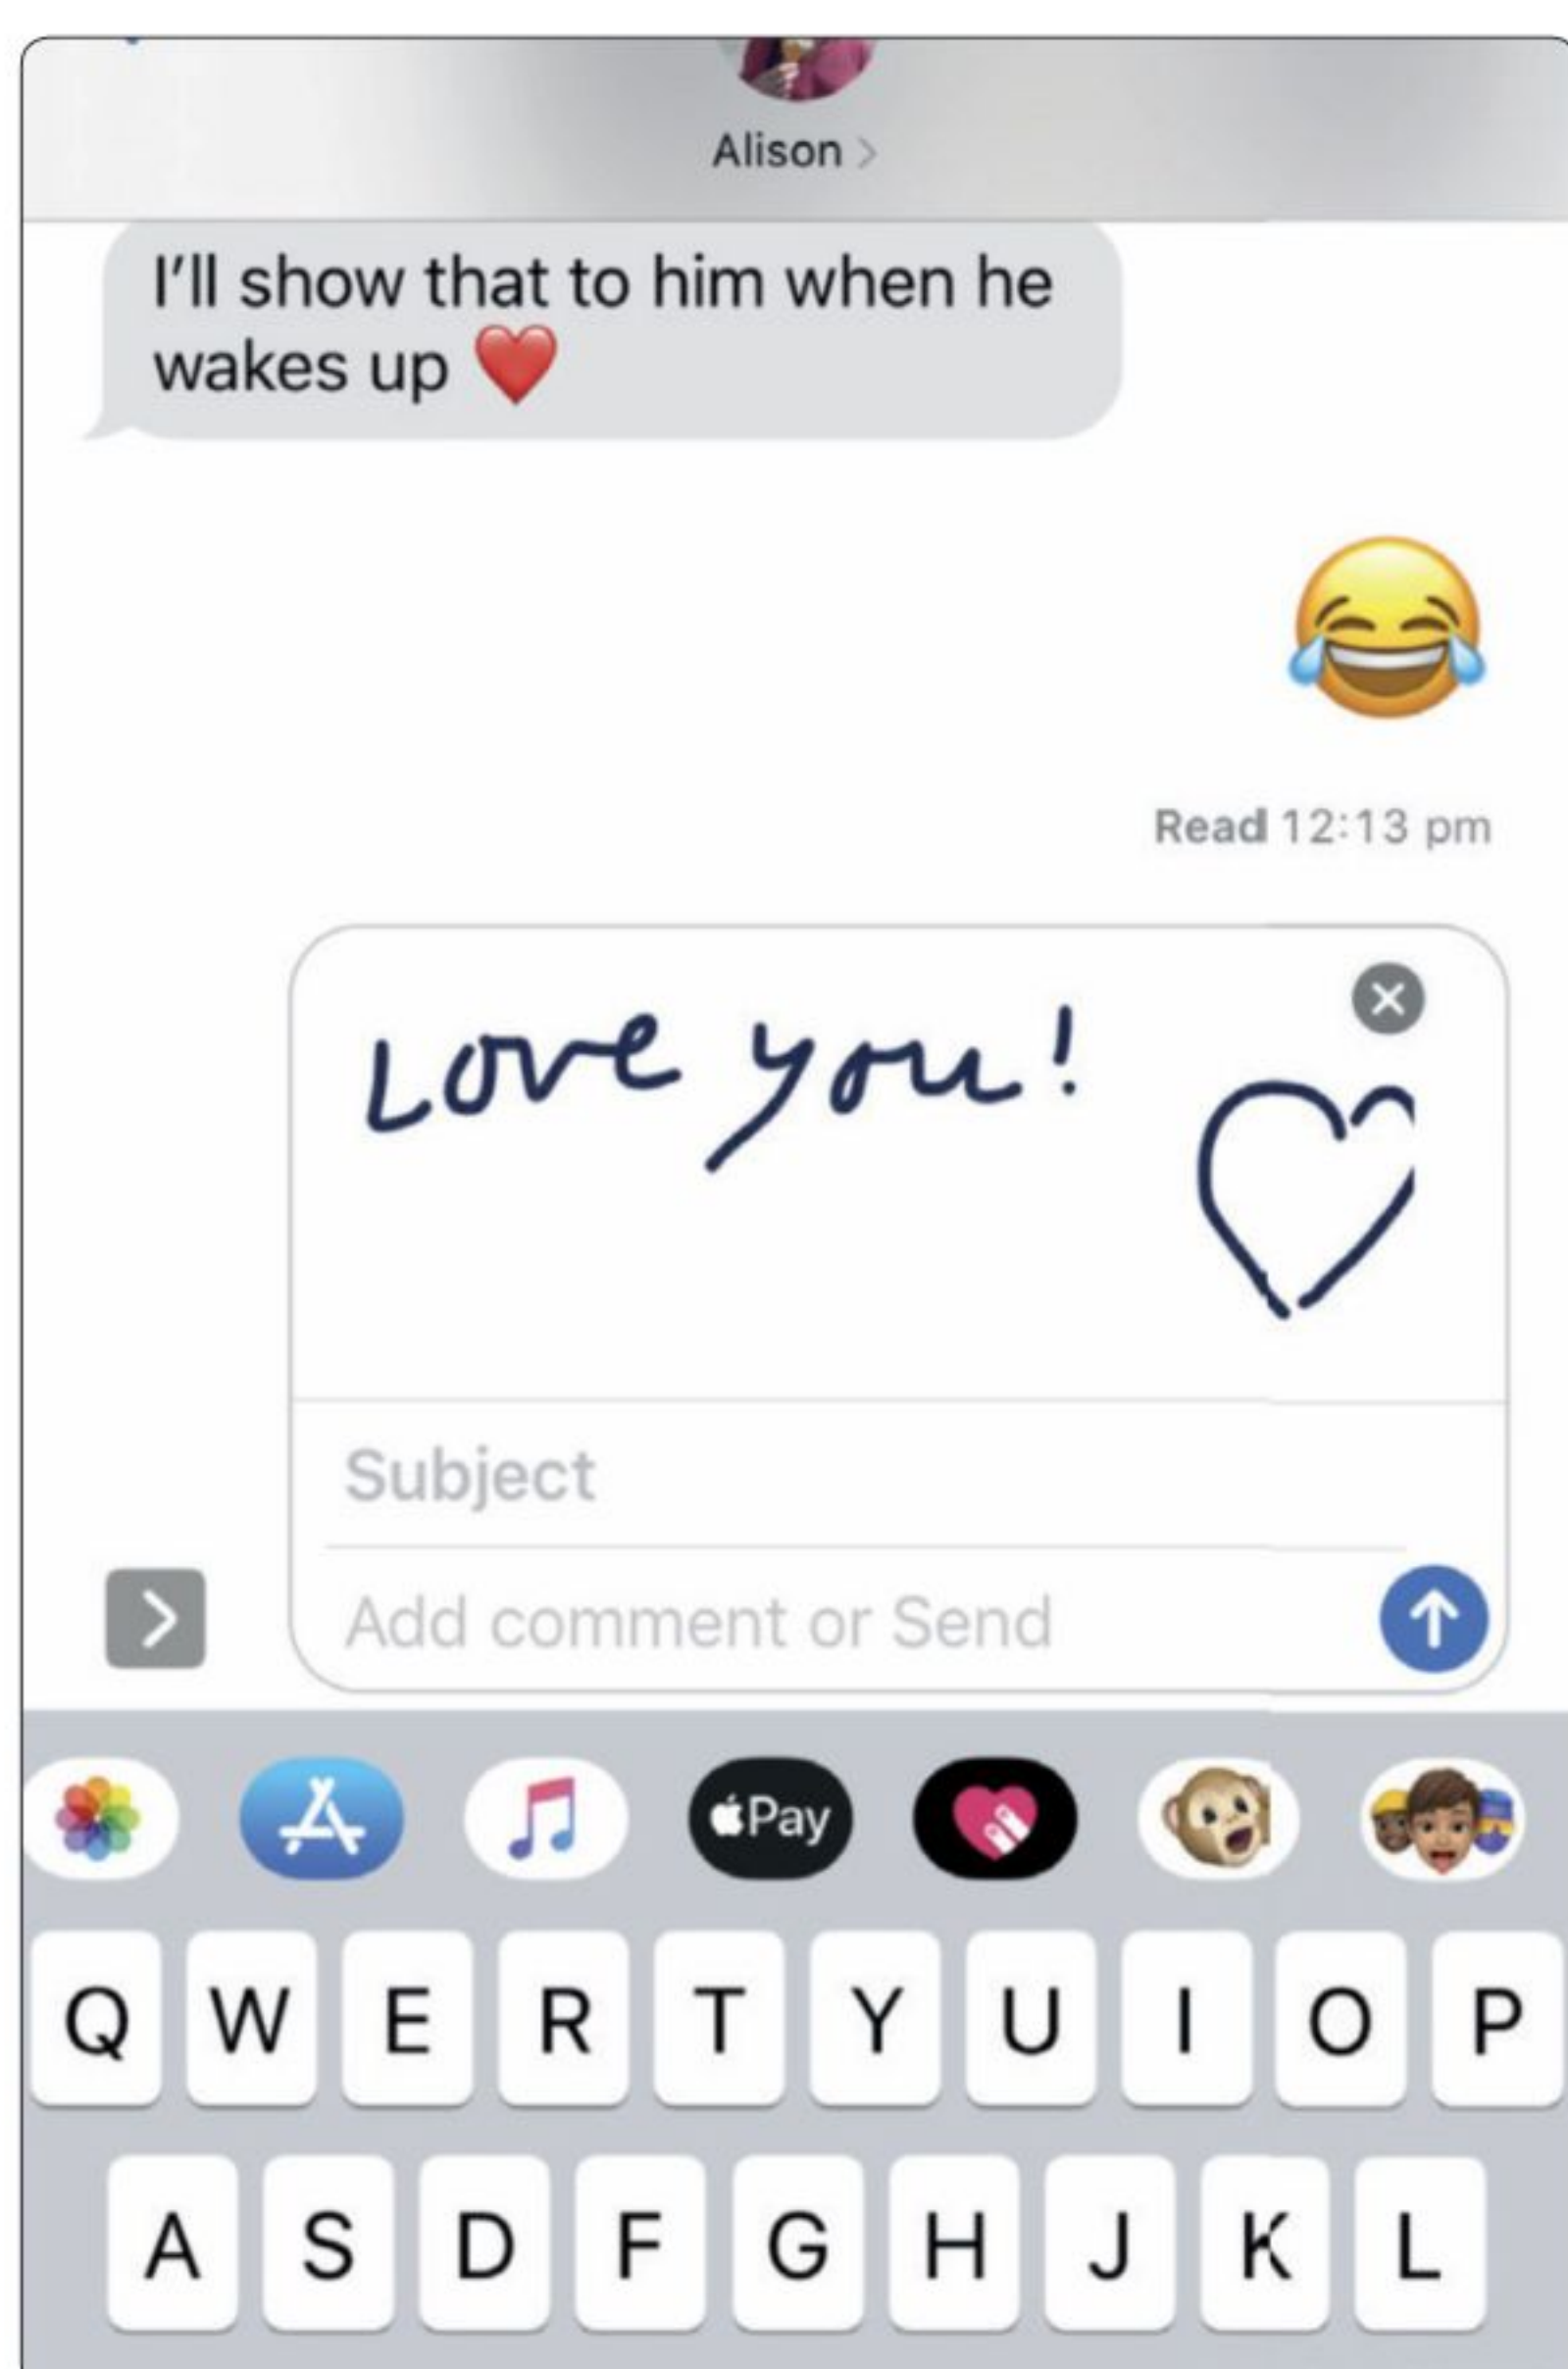 Alison >
I’ll show that to him when he
wakes up ❤️
😂
Read 12:13 pm
Love you!
Subject
Add comment or Send
Pay
Q W E R T Y U I O P
A S D F G H J K L